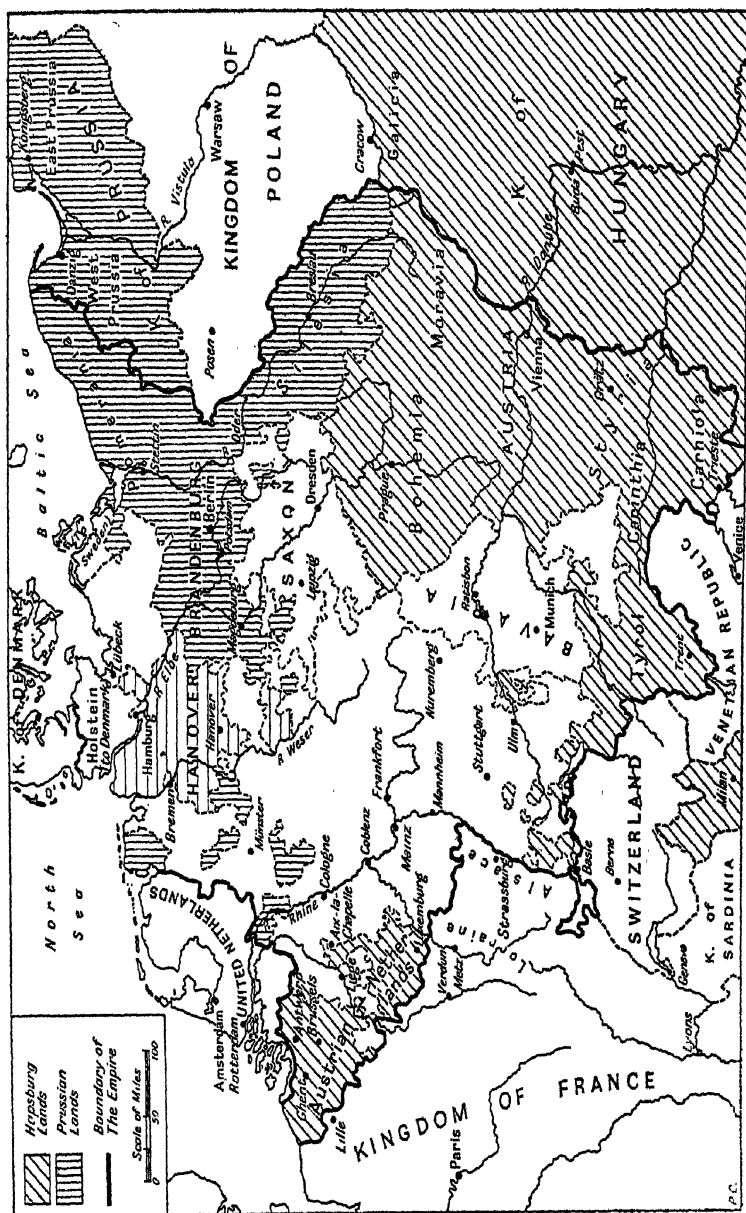 Hapsburg
Lands
Prussian
Lands
Boundary of
The Empire
Scale of Miles
0 50 100
North
Sea
Baltic Sea
K. of DENMARK
Holstein
(to Denmark)
Lübeck
Sweden
Hamburg
R Elbe
Bremen
HANOVER
Hanover
R Weser
Münster
UNITED NETHERLANDS
Amsterdam
Rotterdam
BRANDENBURG
Berlin
Potsdam
Magdeburg
Stettin
Pomerania
R. Oder
Danzig
West
Prussia
Königsberg
East Prussia
K. of PRUSSIA
R Vistula
Warsaw
KINGDOM OF
POLAND
Posen
Cracow
Silesia
Breslau
SAXONY
Leipzig
Dresden
Antwerp
Ghent
Brussels
Lille
Austrian
Nether
lands
Liège
Aix-la-
Chapelle
Rhine
Cologne
Coblenz
Frankfort
Mainz
Mannheim
Luxemburg
Verdun
Metz
Lorraine
Alsace
Strassburg
Stuttgart
Ulm
Nuremberg
Ratisbon
BAVARIA
Munich
Prague
Bohemia
Moravia
Galicia
AUSTRIA
Vienna
R Danube
Buda
Pest
K. of
HUNGARY
Gratz
Styria
Carinthia
Carniola
Trieste
Tyrol
Trent
VENETIAN REPUBLIC
Venice
Milan
SWITZERLAND
Basle
Berne
Geneva
K. of
SARDINIA
Lyons
KINGDOM OF FRANCE
Paris
P.C.